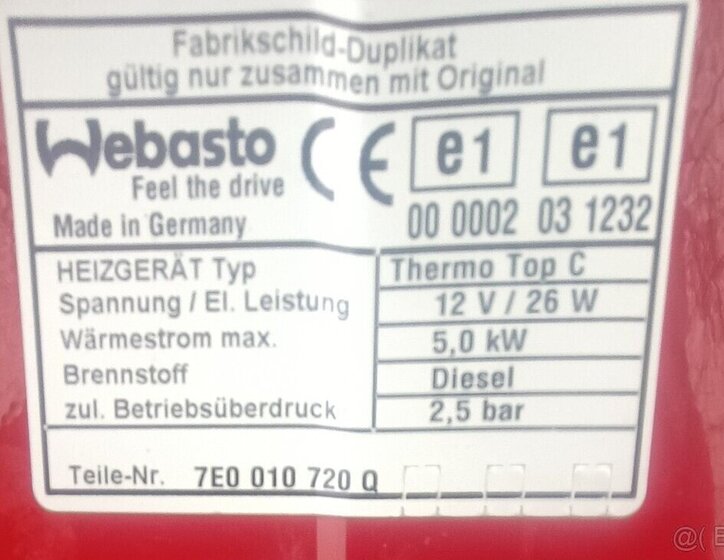 Fabrikschild-Duplikat
gültig nur zusammen mit Original
Webasto CE e1 e1
Feel the drive
Made in Germany 00 0002 03 1232
HEIZGERÄT Typ Thermo Top C
Spannung / El. Leistung 12 V / 26 W
Wärmestrom max. 5,0 kW
Brennstoff Diesel
zul. Betriebsüberdruck 2,5 bar
Teile-Nr. 7E0 010 720 Q